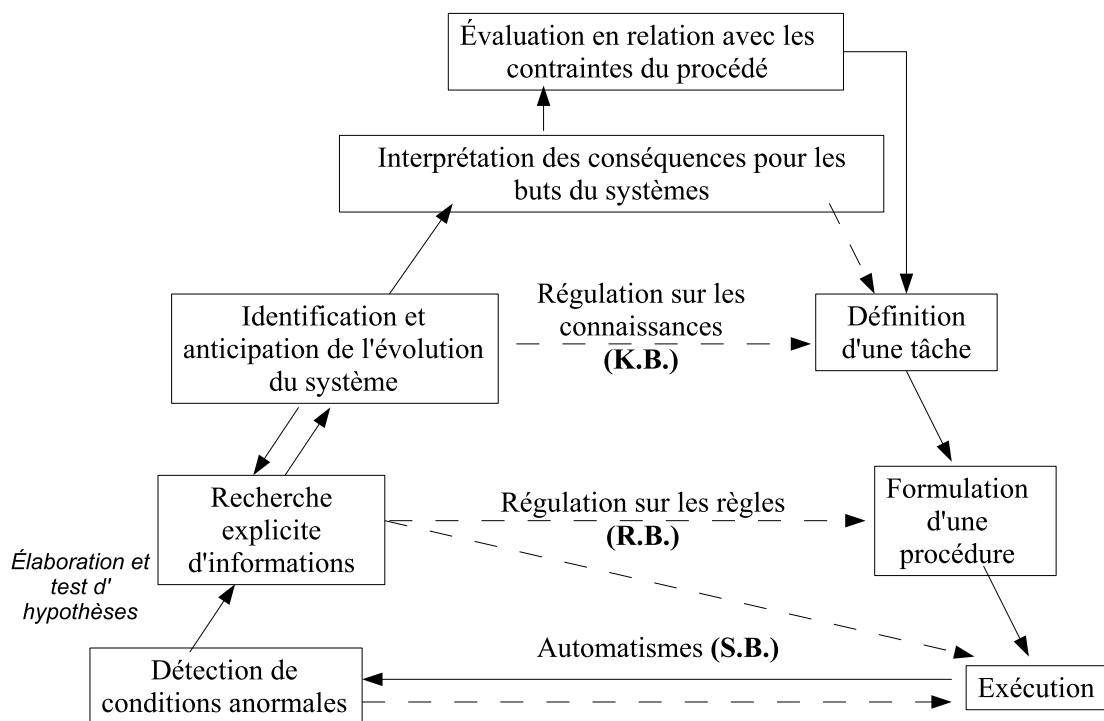 Évaluation en relation avec les
contraintes du procédé
Interprétation des conséquences pour les
buts du systèmes
Identification et
anticipation de l'évolution
du système
Régulation sur les
connaissances
(K.B.)
Définition
d'une tâche
Recherche
explicite
d'informations
Régulation sur les règles
(R.B.)
Formulation
d'une
procédure
Élaboration et
test d'
hypothèses
Détection de
conditions anormales
Automatismes (S.B.)
Exécution